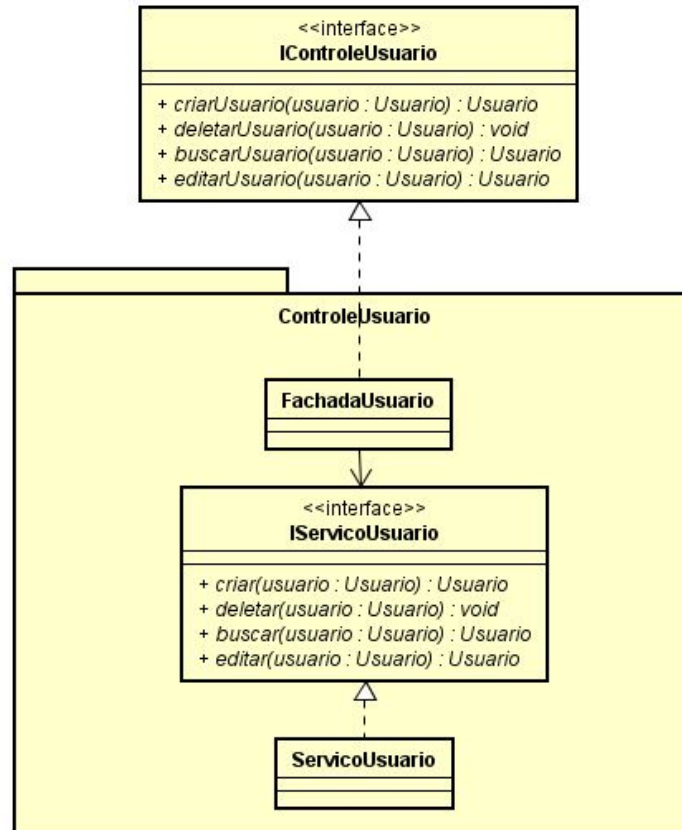 <<interface>>
IControleUsuario
+ criarUsuario(usuario : Usuario) : Usuario
+ deletarUsuario(usuario : Usuario) : void
+ buscarUsuario(usuario : Usuario) : Usuario
+ editarUsuario(usuario : Usuario) : Usuario
ControleUsuario
FachadaUsuario
<<interface>>
IServicoUsuario
+ criar(usuario : Usuario) : Usuario
+ deletar(usuario : Usuario) : void
+ buscar(usuario : Usuario) : Usuario
+ editar(usuario : Usuario) : Usuario
ServicoUsuario